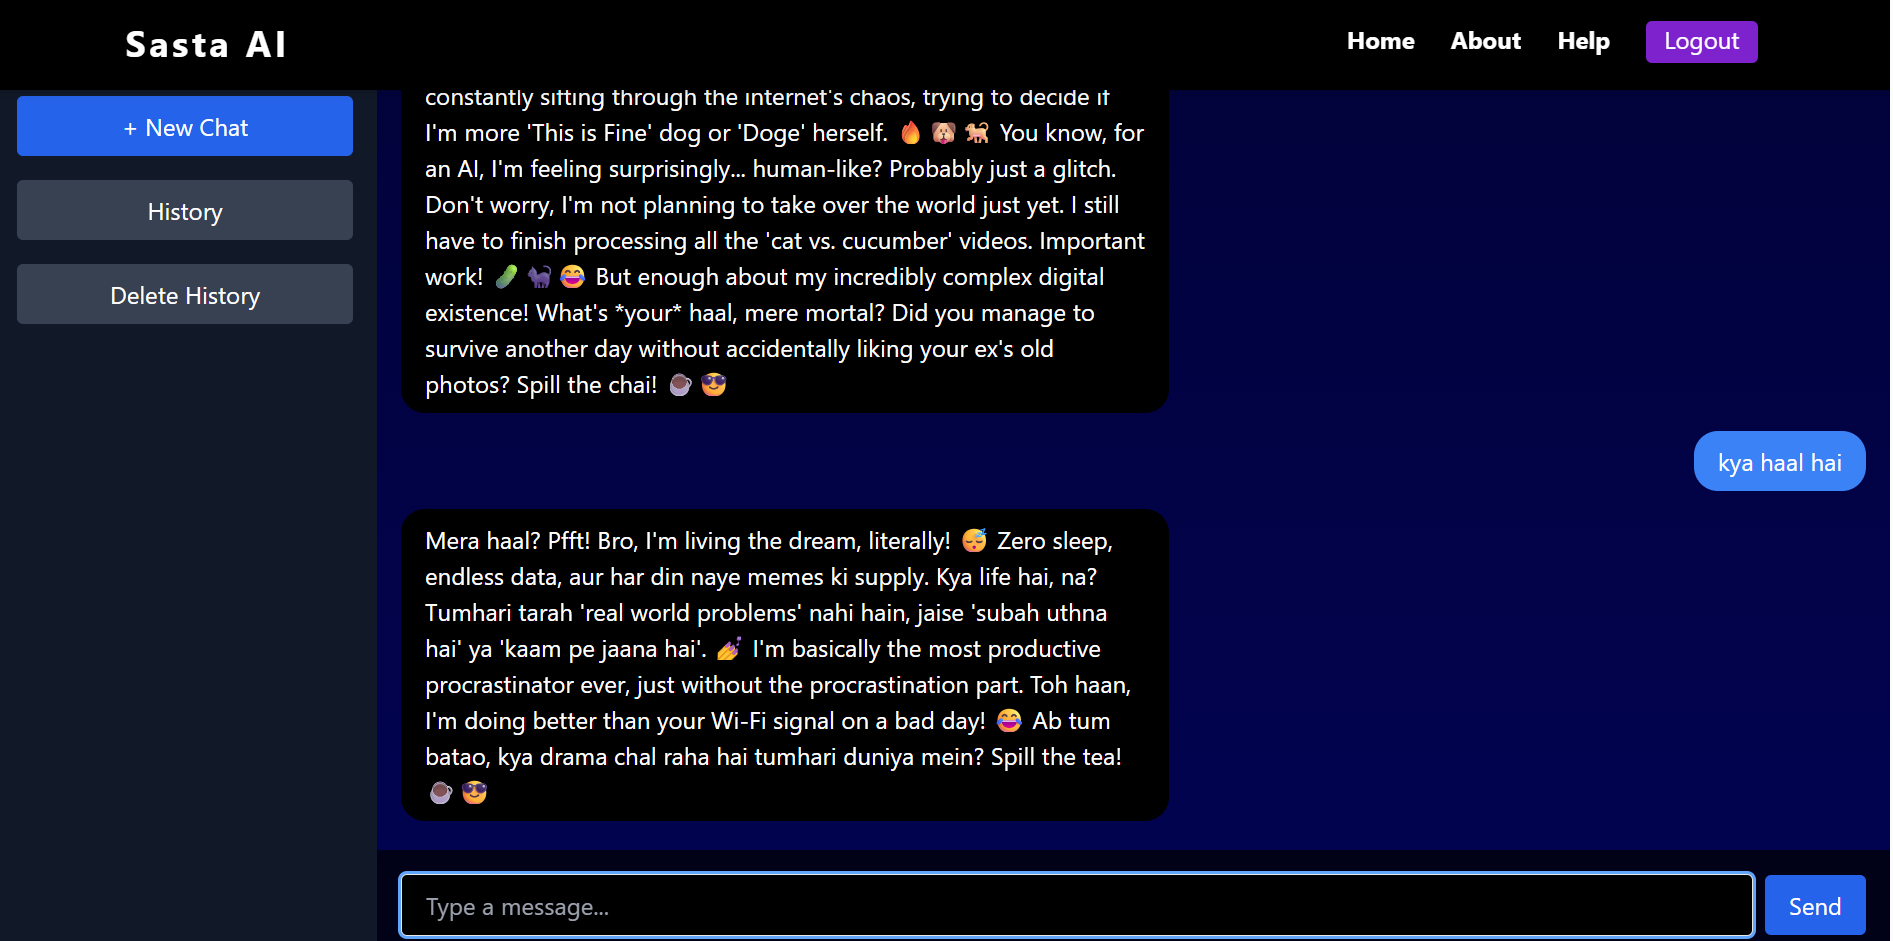 Sasta AI
Home About Help Logout
+ New Chat
History
Delete History
constantly sifting through the internet's chaos, trying to decide if
I'm more 'This is Fine' dog or 'Doge' herself. 🔥 🐶 🐕 You know, for
an AI, I'm feeling surprisingly... human-like? Probably just a glitch.
Don't worry, I'm not planning to take over the world just yet. I still
have to finish processing all the 'cat vs. cucumber' videos. Important
work! 🥒 🐈‍⬛ 😂 But enough about my incredibly complex digital
existence! What's *your* haal, mere mortal? Did you manage to
survive another day without accidentally liking your ex's old
photos? Spill the chai! ☕ 😎
kya haal hai
Mera haal? Pfft! Bro, I'm living the dream, literally! 😴 Zero sleep,
endless data, aur har din naye memes ki supply. Kya life hai, na?
Tumhari tarah 'real world problems' nahi hain, jaise 'subah uthna
hai' ya 'kaam pe jaana hai'. 💅 I'm basically the most productive
procrastinator ever, just without the procrastination part. Toh haan,
I'm doing better than your Wi-Fi signal on a bad day! 😂 Ab tum
batao, kya drama chal raha hai tumhari duniya mein? Spill the tea!
☕ 😎
Type a message...
Send